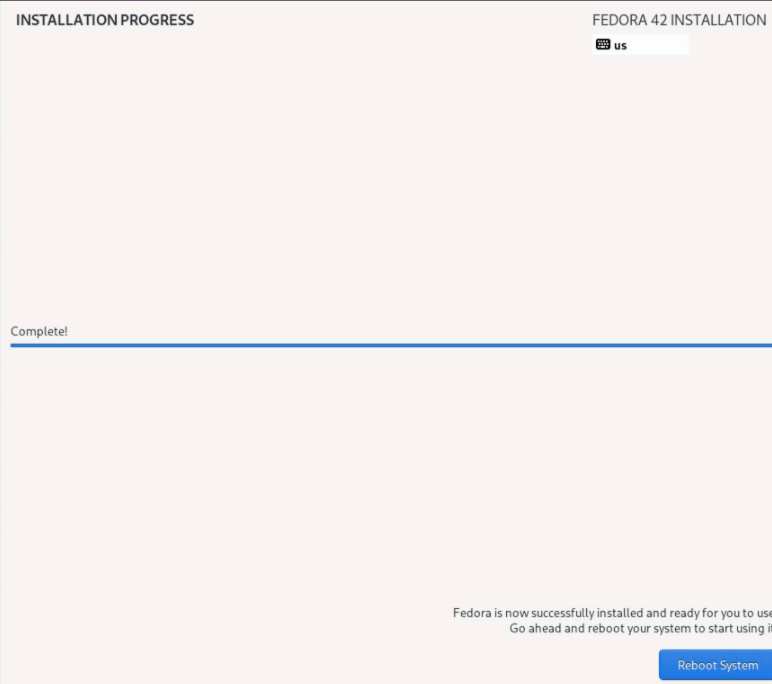 INSTALLATION PROGRESS
FEDORA 42 INSTALLATION
us
Complete!
Fedora is now successfully installed and ready for you to use
Go ahead and reboot your system to start using it
Reboot System